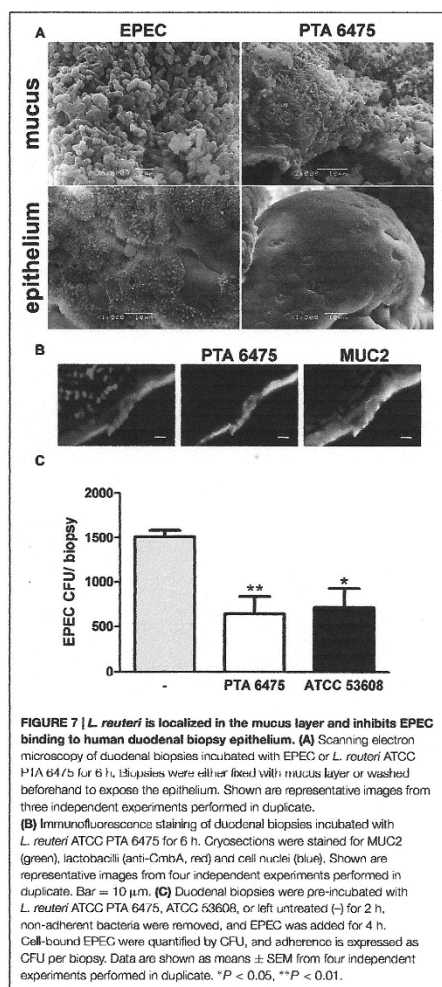 A EPEC PTA 6475
mucus
epithelium
B PTA 6475 MUC2
C
EPEC CFU/ biopsy
2000
1500
1000
500
0
** *
- PTA 6475 ATCC 53608
FIGURE 7 | L. reuteri is localized in the mucus layer and inhibits EPEC
binding to human duodenal biopsy epithelium. (A) Scanning electron
microscopy of duodenal biopsies incubated with EPEC or L. reuteri ATCC
PTA 6475 for 6 h. Biopsies were either fixed with mucus layer or washed
beforehand to expose the epithelium. Shown are representative images from
three independent experiments performed in duplicate.
(B) Immunofluorescence staining of duodenal biopsies incubated with
L. reuteri ATCC PTA 6475 for 6 h. Cryosections were stained for MUC2
(green), lactobacilli (anti-CmbA, red) and cell nuclei (blue). Shown are
representative images from four independent experiments performed in
duplicate. Bar = 10 μm. (C) Duodenal biopsies were pre-incubated with
L. reuteri ATCC PTA 6475, ATCC 53608, or left untreated (–) for 2 h,
non-adherent bacteria were removed, and EPEC was added for 4 h.
Cell-bound EPEC were quantified by CFU, and adherence is expressed as
CFU per biopsy. Data are shown as means ± SEM from four independent
experiments performed in duplicate. *P < 0.05, **P < 0.01.